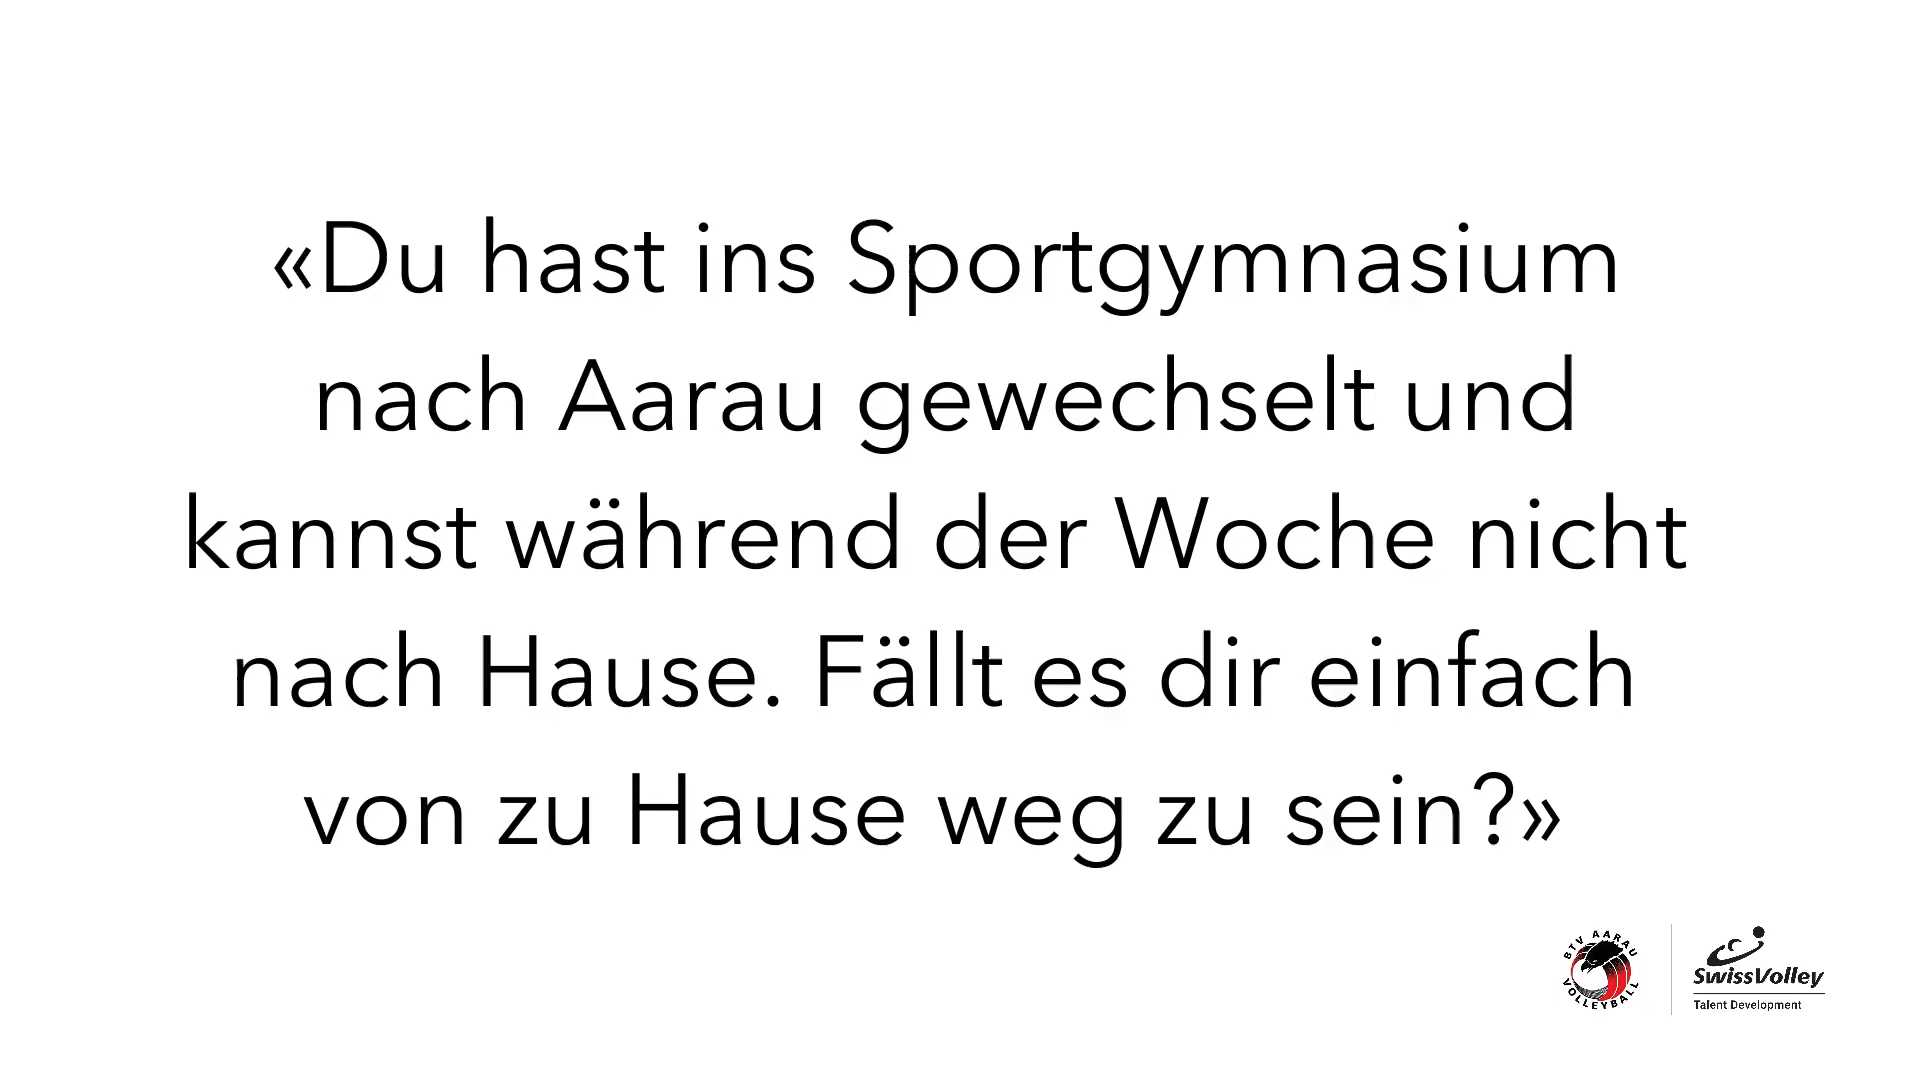 «Du hast ins Sportgymnasium
nach Aarau gewechselt und
kannst während der Woche nicht
nach Hause. Fällt es dir einfach
von zu Hause weg zu sein?»
BTV AARAU
VOLLEYBALL
SwissVolley
Talent Development